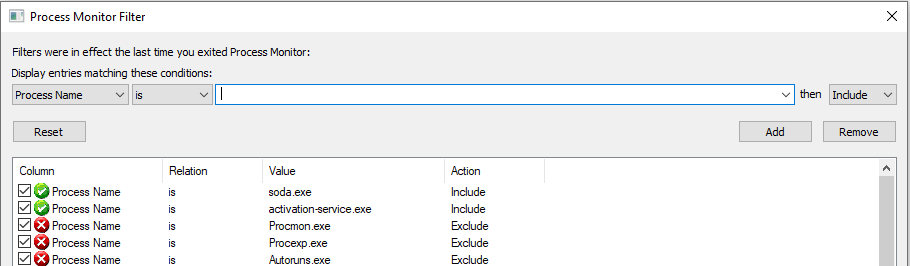 Process Monitor Filter
Filters were in effect the last time you exited Process Monitor:
Display entries matching these conditions:
Process Name is then Include
Reset Add Remove
Column Relation Value Action
Process Name is soda.exe Include
Process Name is activation-service.exe Include
Process Name is Procmon.exe Exclude
Process Name is Procexp.exe Exclude
Process Name is Autoruns.exe Exclude